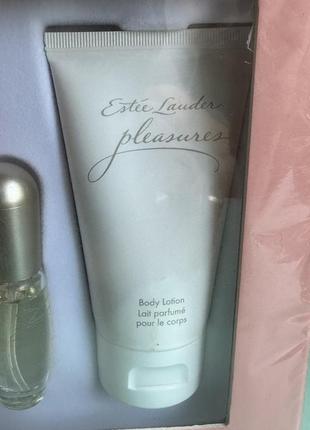 Estée Lauder
pleasures
Body Lotion
Lait parfumé
pour le corps